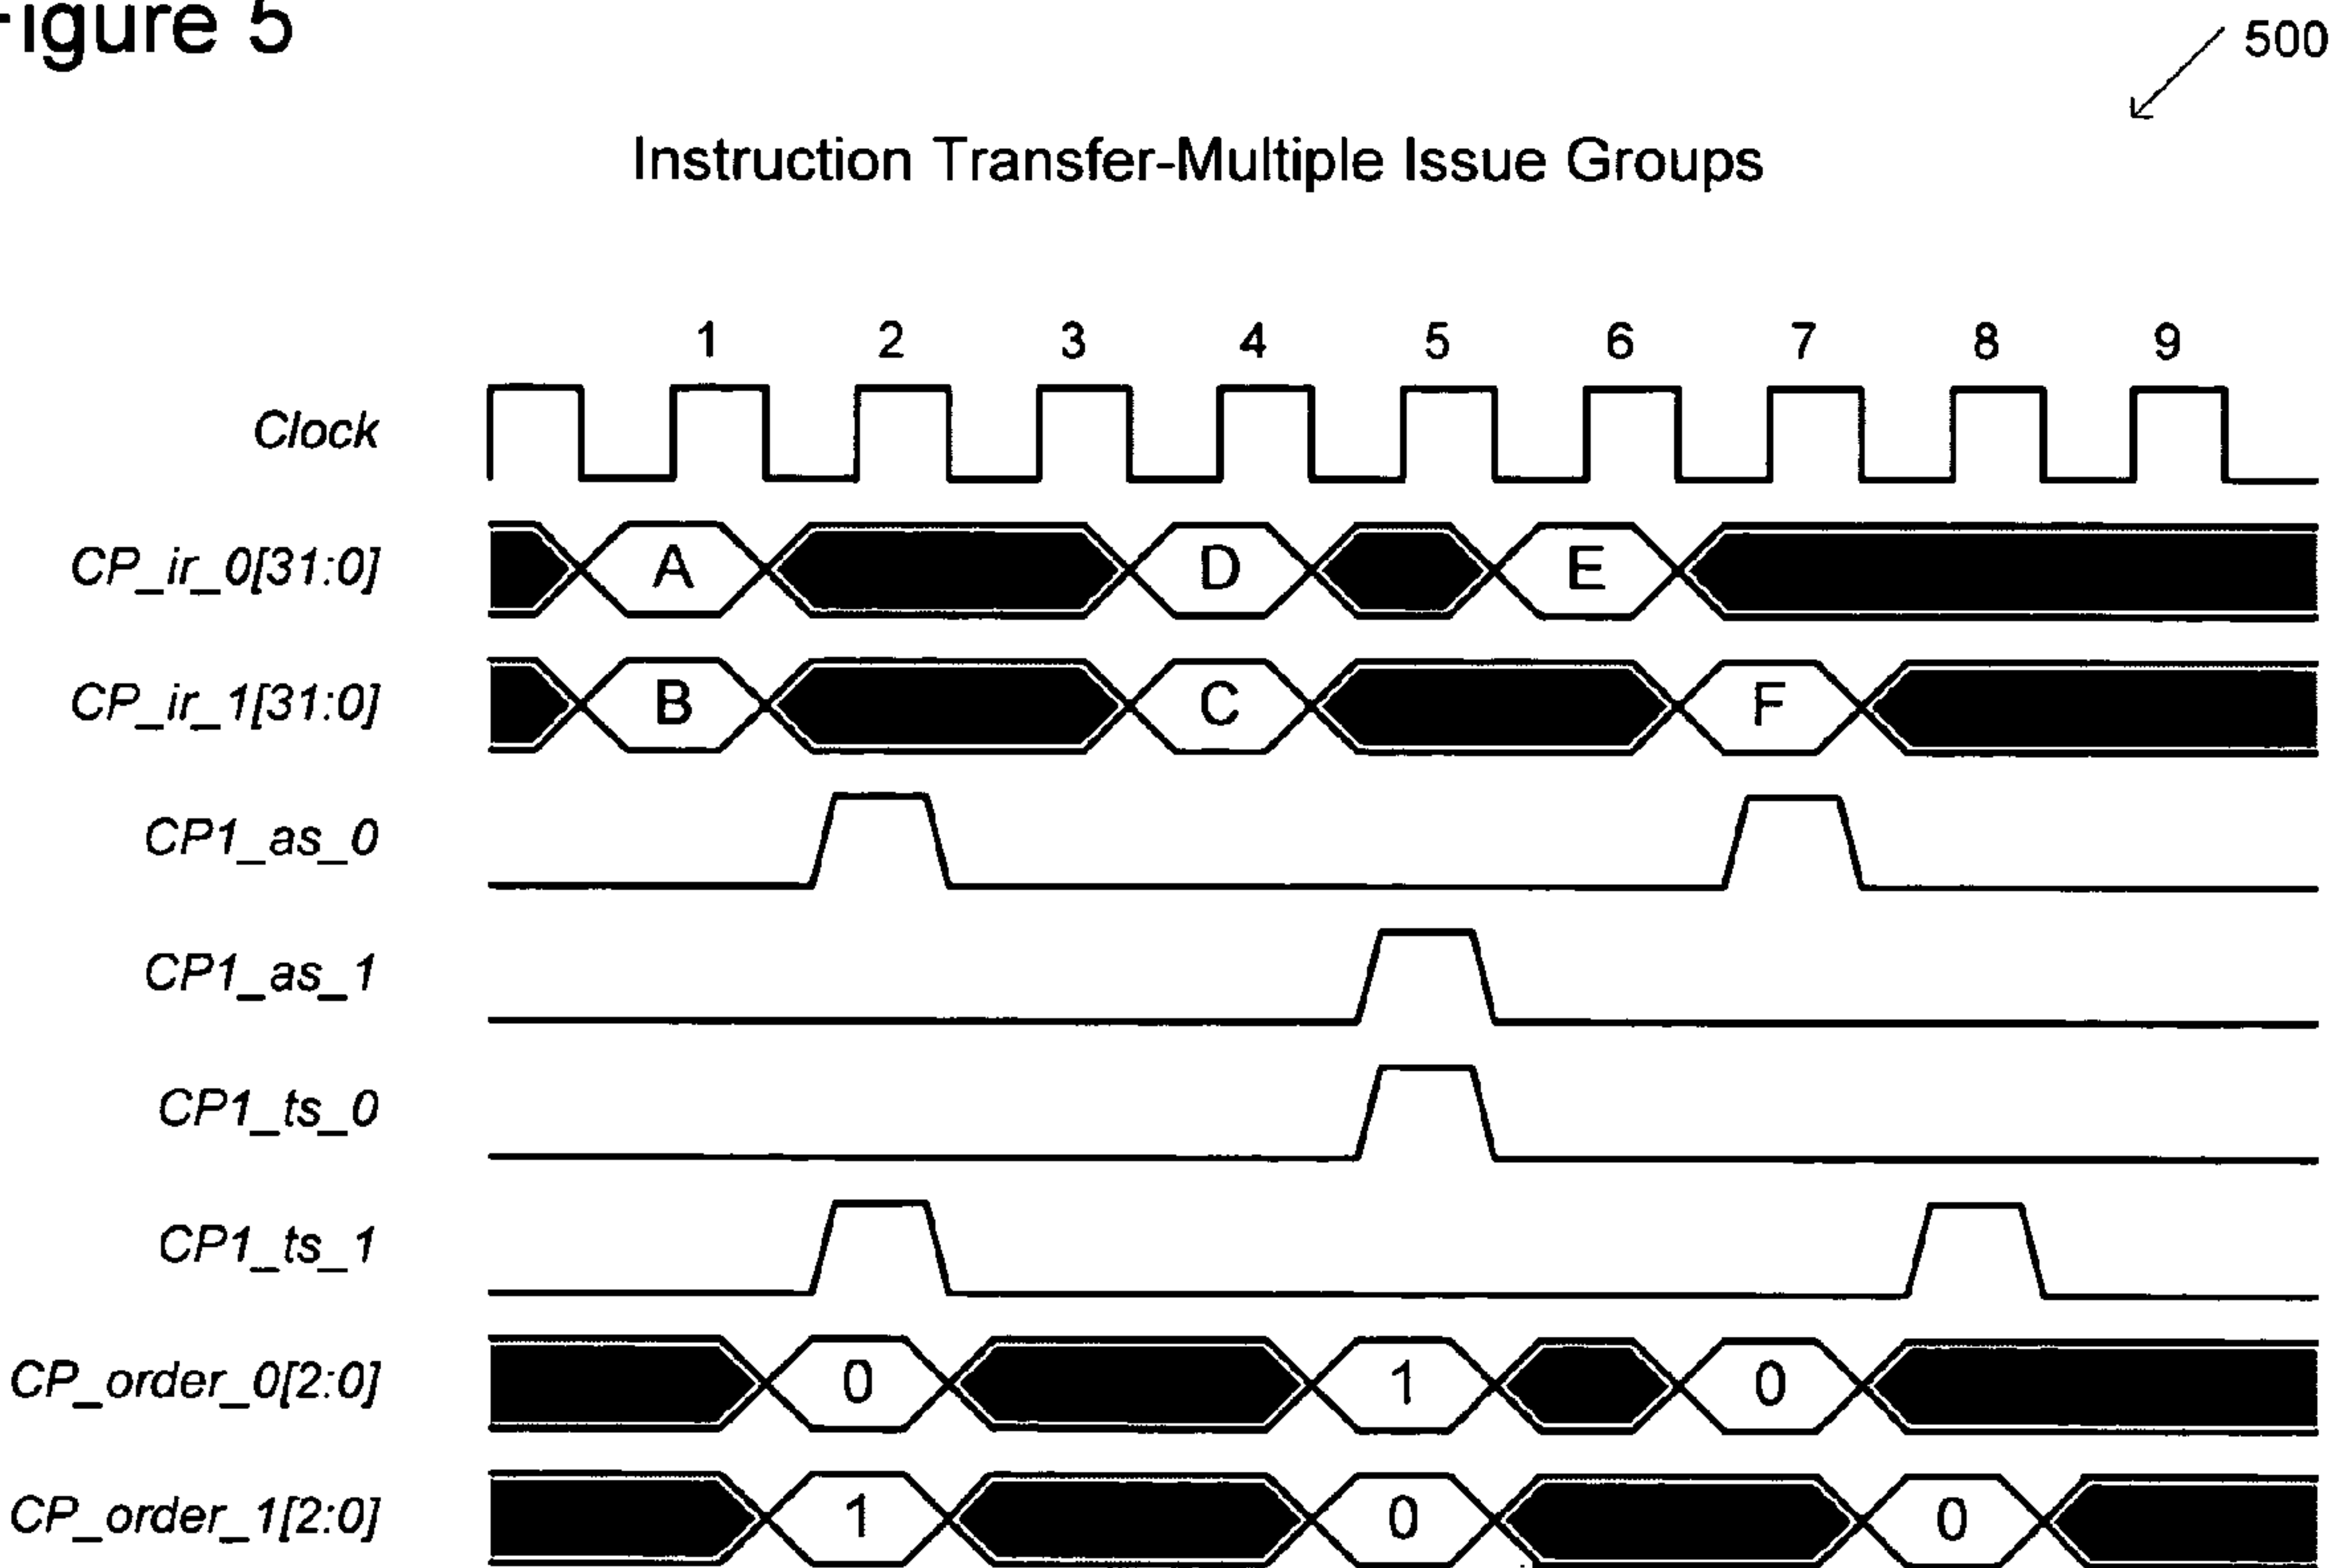 Figure 5
500
Instruction Transfer-Multiple Issue Groups
1 2 3 4 5 6 7 8 9
Clock
CP_ir_0[31:0] A D E
CP_ir_1[31:0] B C F
CP1_as_0
CP1_as_1
CP1_ts_0
CP1_ts_1
CP_order_0[2:0] 0 1 0
CP_order_1[2:0] 1 0 0